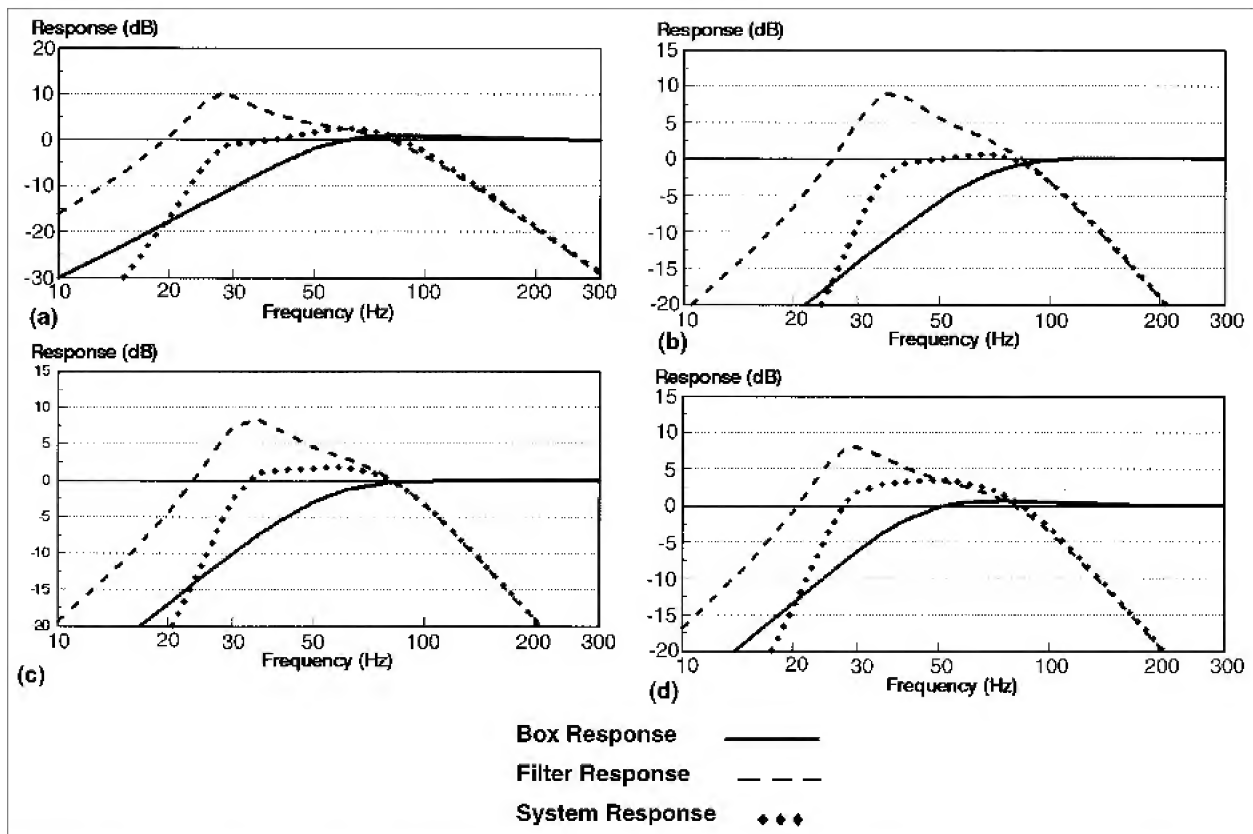 Response (dB)
20
10
0
-10
-20
-30
10 20 30 50 100 200 300
Frequency (Hz)
(a)
Response (dB)
15
10
5
0
-5
-10
-15
-20
10 20 30 50 100 200 300
Frequency (Hz)
(b)
Response (dB)
15
10
5
0
-5
-10
-15
20
10 20 30 50 100 200 300
Frequency (Hz)
(c)
Response (dB)
15
10
5
0
-5
-10
-15
-20
10 20 30 50 100 200 300
Frequency (Hz)
(d)
Box Response
Filter Response
System Response